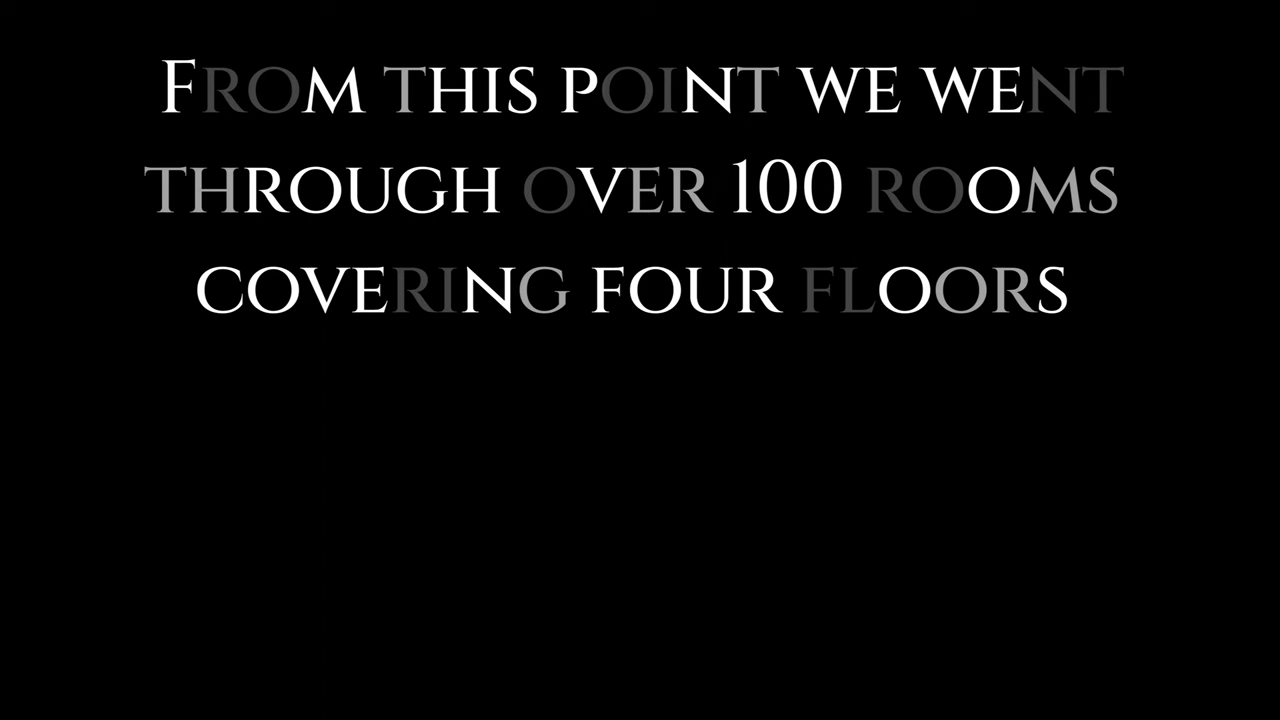 From this point we went
through over 100 rooms
covering four floors